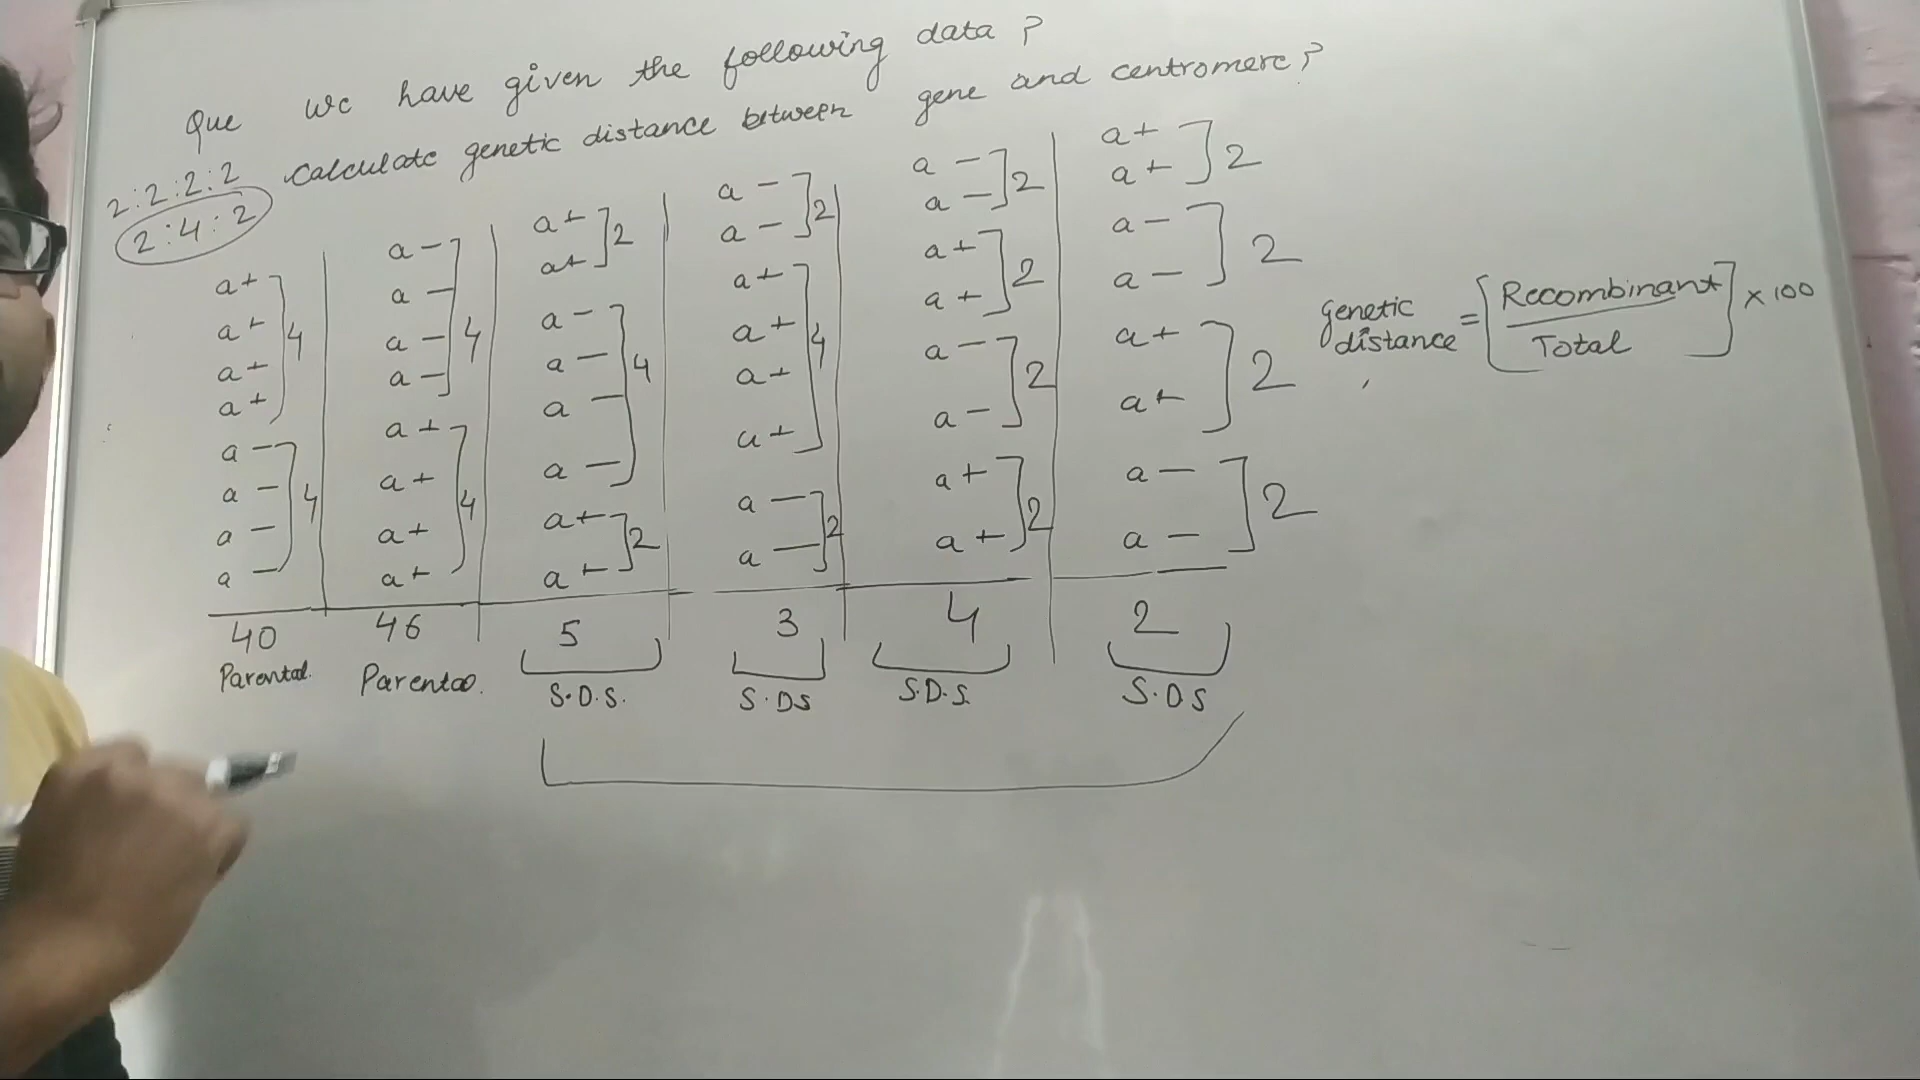 Que we have given the following data ?
calculate genetic distance between gene and centromere ?
2:2:2:2
2:4:2
a+
a+
a+
a+
4
a -
a -
a -
a -
4
40
Parental.
a -
a -
a -
a -
4
a +
a +
a +
a +
4
46
Parental.
a +
a+
2
a -
a -
a -
a -
4
a +
a +
2
5
S.D.S.
a -
a -
2
a +
a +
a +
a +
4
a -
a -
2
3
S.DS
a -
a -
2
a +
a +
2
a -
a -
2
a +
a +
2
4
S.D.S.
a +
a +
2
a -
a -
2
a +
a +
2
a -
a -
2
2
S.DS
genetic distance = [Recombinant / Total] x 100